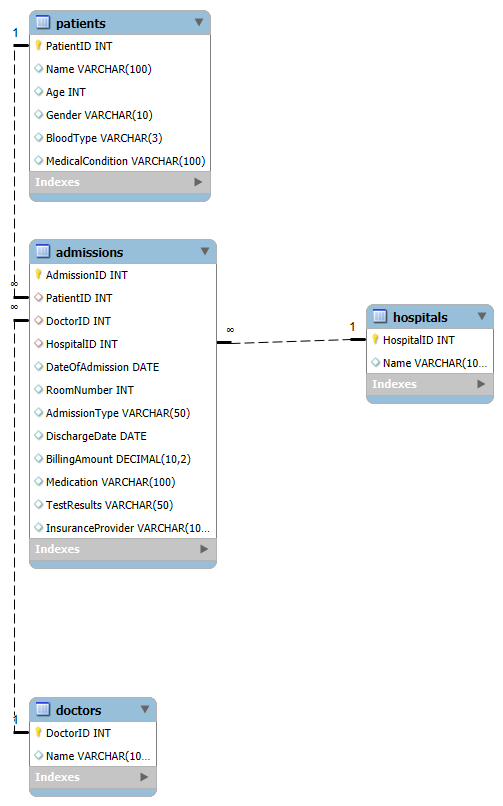 1
patients
PatientID INT
Name VARCHAR(100)
Age INT
Gender VARCHAR(10)
BloodType VARCHAR(3)
MedicalCondition VARCHAR(100)
Indexes
admissions
AdmissionID INT
∞
PatientID INT
∞
DoctorID INT
HospitalID INT
DateOfAdmission DATE
RoomNumber INT
AdmissionType VARCHAR(50)
DischargeDate DATE
BillingAmount DECIMAL(10,2)
Medication VARCHAR(100)
TestResults VARCHAR(50)
InsuranceProvider VARCHAR(10...
Indexes
∞
1
hospitals
HospitalID INT
Name VARCHAR(10...
Indexes
doctors
1
DoctorID INT
Name VARCHAR(10...
Indexes